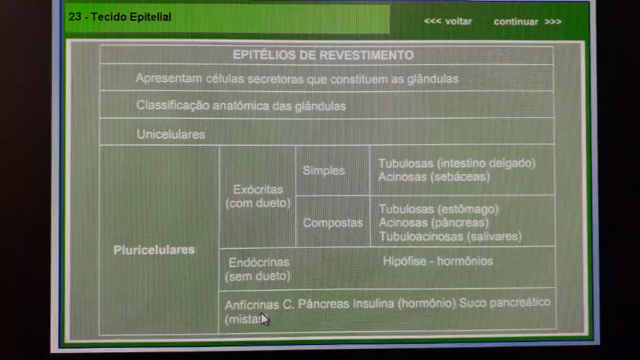 23 - Tecido Epitelial
<<< voltar continuar >>>
EPITÉLIOS DE REVESTIMENTO
Apresentam células secretoras que constituem as glândulas
Classificação anatômica das glândulas
Unicelulares
Pluricelulares
Exócritas
(com dueto)
Simples
Tubulosas (intestino delgado)
Acinosas (sebáceas)
Compostas
Tubulosas (estômago)
Acinosas (pâncreas)
Tubuloacinosas (salivares)
Endócrinas
(sem dueto)
Hipófise - hormônios
Anfícrinas C. Pâncreas Insulina (hormônio) Suco pancreático
(mistas